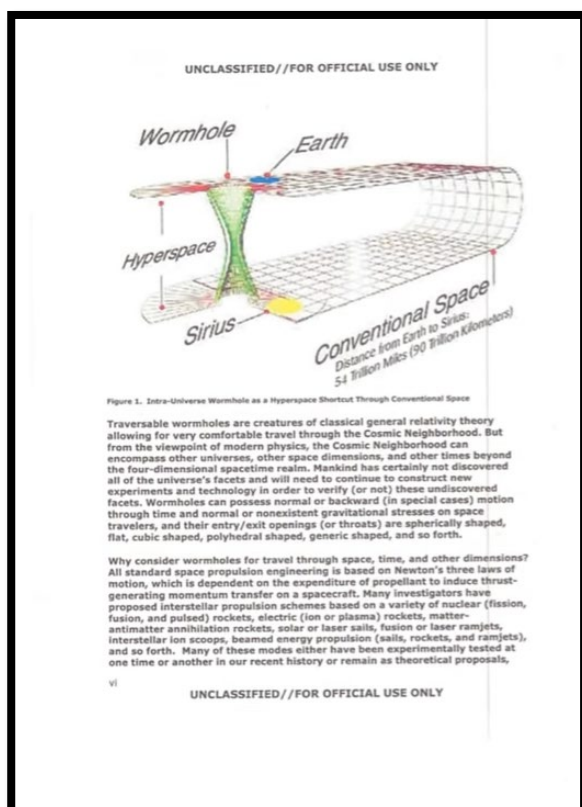 UNCLASSIFIED//FOR OFFICIAL USE ONLY
Wormhole
Earth
Hyperspace
Sirius
Conventional Space
Distance from Earth to Sirius:
54 Trillion Miles (90 Trillion Kilometers)
Figure 1. Intra-Universe Wormhole as a Hyperspace Shortcut Through Conventional Space
Traversable wormholes are creatures of classical general relativity theory
allowing for very comfortable travel through the Cosmic Neighborhood. But
from the viewpoint of modern physics, the Cosmic Neighborhood can
encompass other universes, other space dimensions, and other times beyond
the four-dimensional spacetime realm. Mankind has certainly not discovered
all of the universe's facets and will need to continue to construct new
experiments and technology in order to verify (or not) these undiscovered
facets. Wormholes can possess normal or backward (in special cases) motion
through time and normal or nonexistent gravitational stresses on space
travelers, and their entry/exit openings (or throats) are spherically shaped,
flat, cubic shaped, polyhedral shaped, generic shaped, and so forth.
Why consider wormholes for travel through space, time, and other dimensions?
All standard space propulsion engineering is based on Newton's three laws of
motion, which is dependent on the expenditure of propellant to induce thrust-
generating momentum transfer on a spacecraft. Many investigators have
proposed interstellar propulsion schemes based on a variety of nuclear (fission,
fusion, and pulsed) rockets, electric (ion or plasma) rockets, matter-
antimatter annihilation rockets, solar or laser sails, fusion or laser ramjets,
interstellar ion scoops, beamed energy propulsion (sails, rockets, and ramjets),
and so forth. Many of these modes either have been experimentally tested at
one time or another in our recent history or remain as theoretical proposals,
vi
UNCLASSIFIED//FOR OFFICIAL USE ONLY